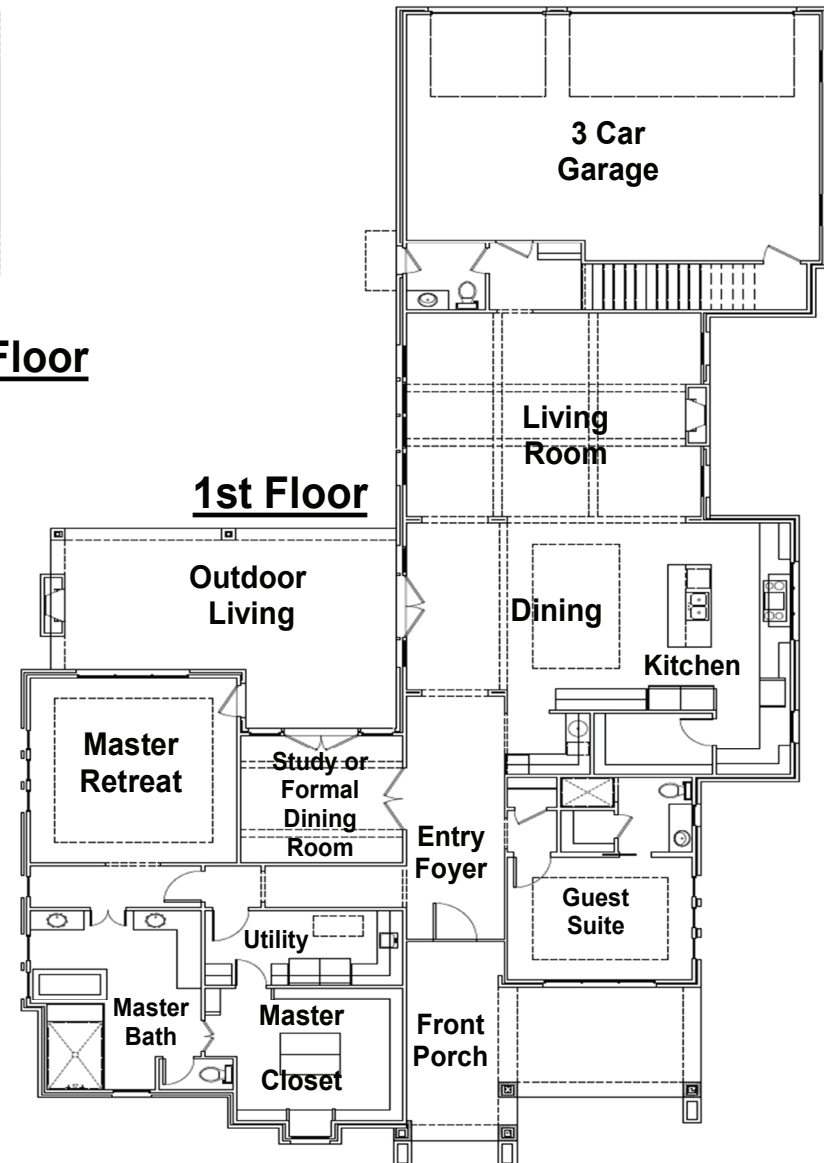 3 Car
Garage
Floor
Living
Room
1st Floor
Outdoor
Living
Dining
Kitchen
Master
Retreat
Study or
Formal
Dining
Room
Entry
Foyer
Guest
Suite
Utility
Master
Bath
Master
Closet
Front
Porch